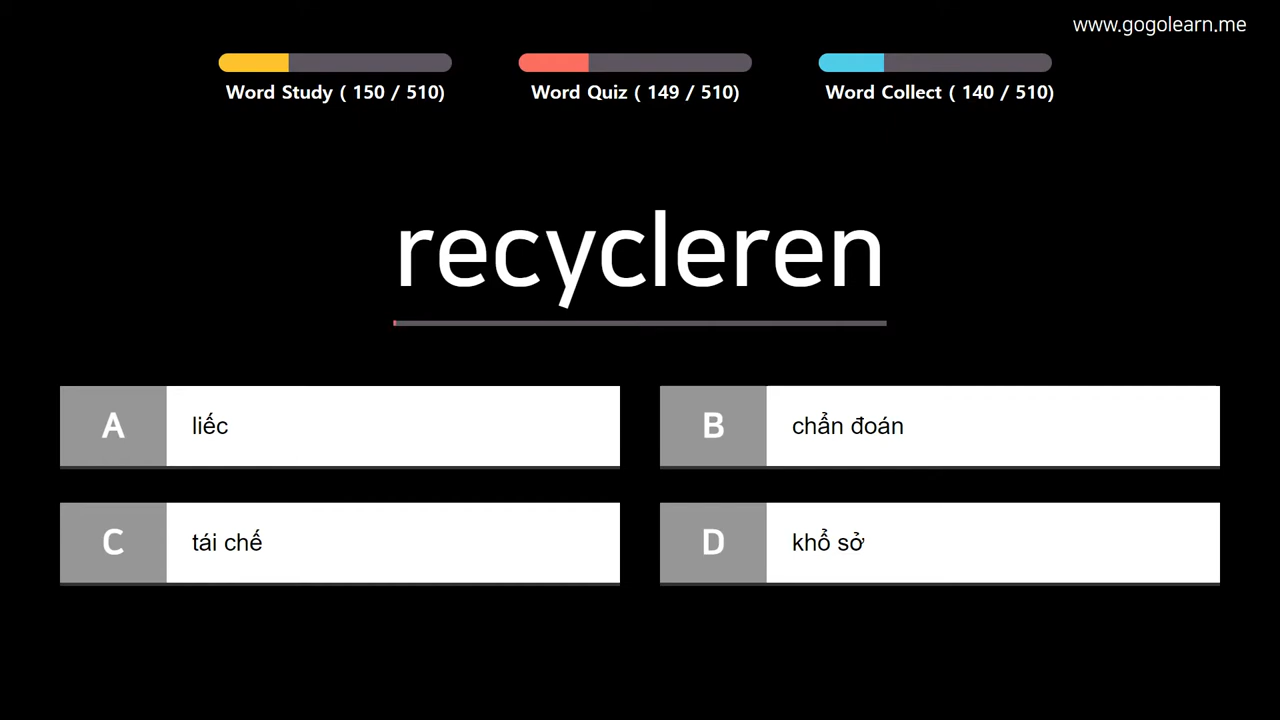 www.gogolearn.me
Word Study ( 150 / 510)
Word Quiz ( 149 / 510)
Word Collect ( 140 / 510)
recycleren
A liếc
B chẩn đoán
C tái chế
D khổ sở